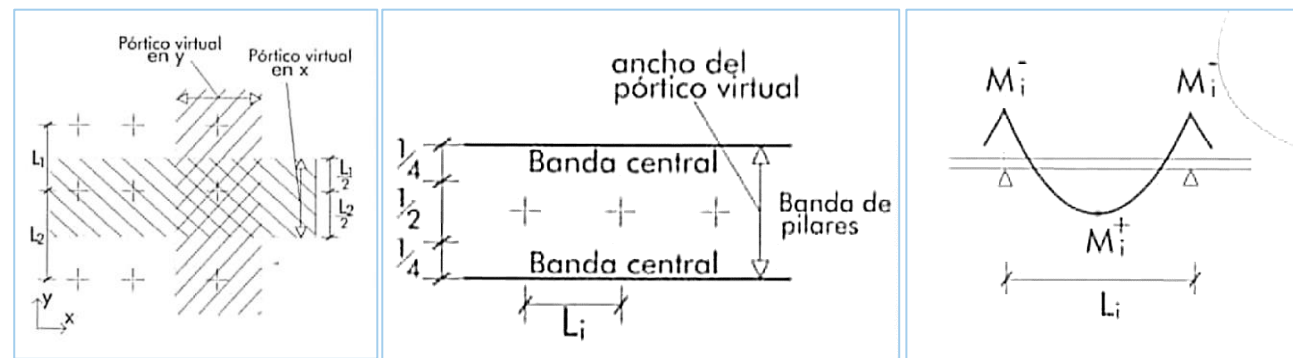 Pórtico virtual
en y
Pórtico virtual
en x
L₁
L₂
L₁/2
L₂/2
y
x
ancho del
pórtico virtual
1/4
1/2
1/4
Banda central
Banda de
pilares
Banda central
Lᵢ
Mᵢ⁻
Mᵢ⁻
Mᵢ⁺
Lᵢ